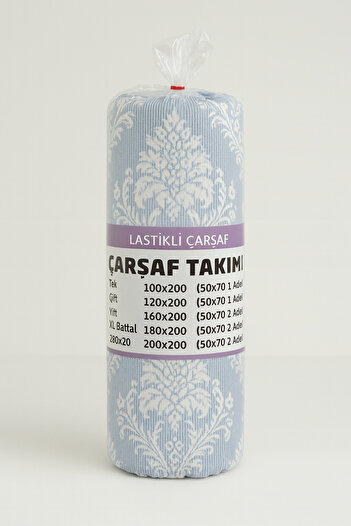 LASTİKLİ ÇARŞAF
ÇARŞAF TAKIMI
Tek 100x200 (50x70 1 Adet
Çift 120x200 (50x70 1 Adet
Yift 160x200 (50x70 2 Adet
XL Battal 180x200 (50x70 2 Adet
280x20 200x200 (50x70 2 Adet